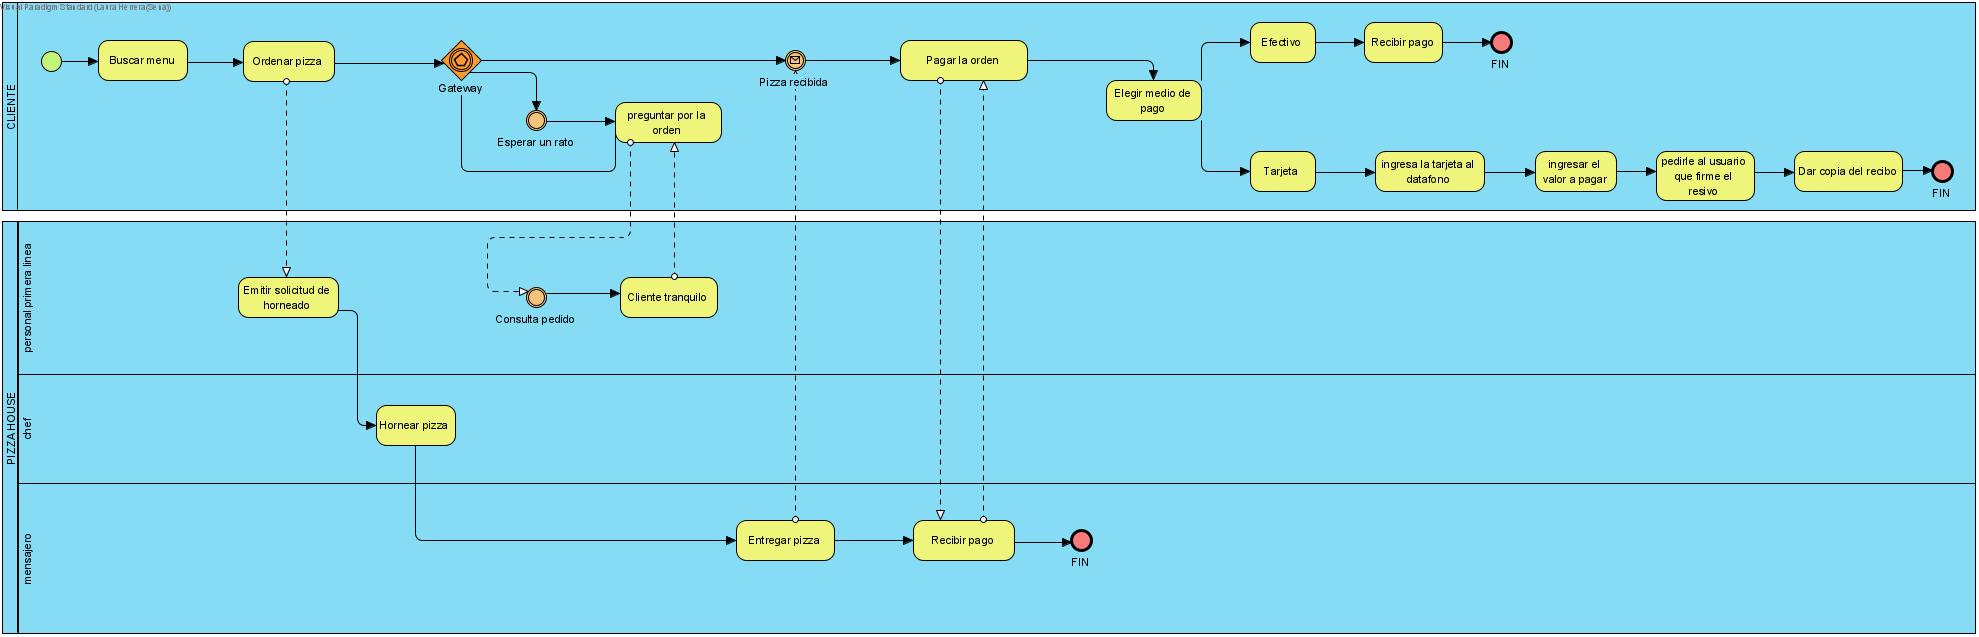 Visual Paradigm Standard (Laura Herrera(Sena))
CLIENTE
Buscar menu
Ordenar pizza
Gateway
Esperar un rato
preguntar por la
orden
Pizza recibida
Pagar la orden
Elegir medio de
pago
Efectivo
Recibir pago
FIN
Tarjeta
ingresa la tarjeta al
datafono
ingresar el
valor a pagar
pedirle al usuario
que firme el
resivo
Dar copia del recibo
FIN
PIZZA HOUSE
personal primera linea
Emitir solicitud de
horneado
Consulta pedido
Cliente tranquilo
chef
Hornear pizza
mensajero
Entregar pizza
Recibir pago
FIN